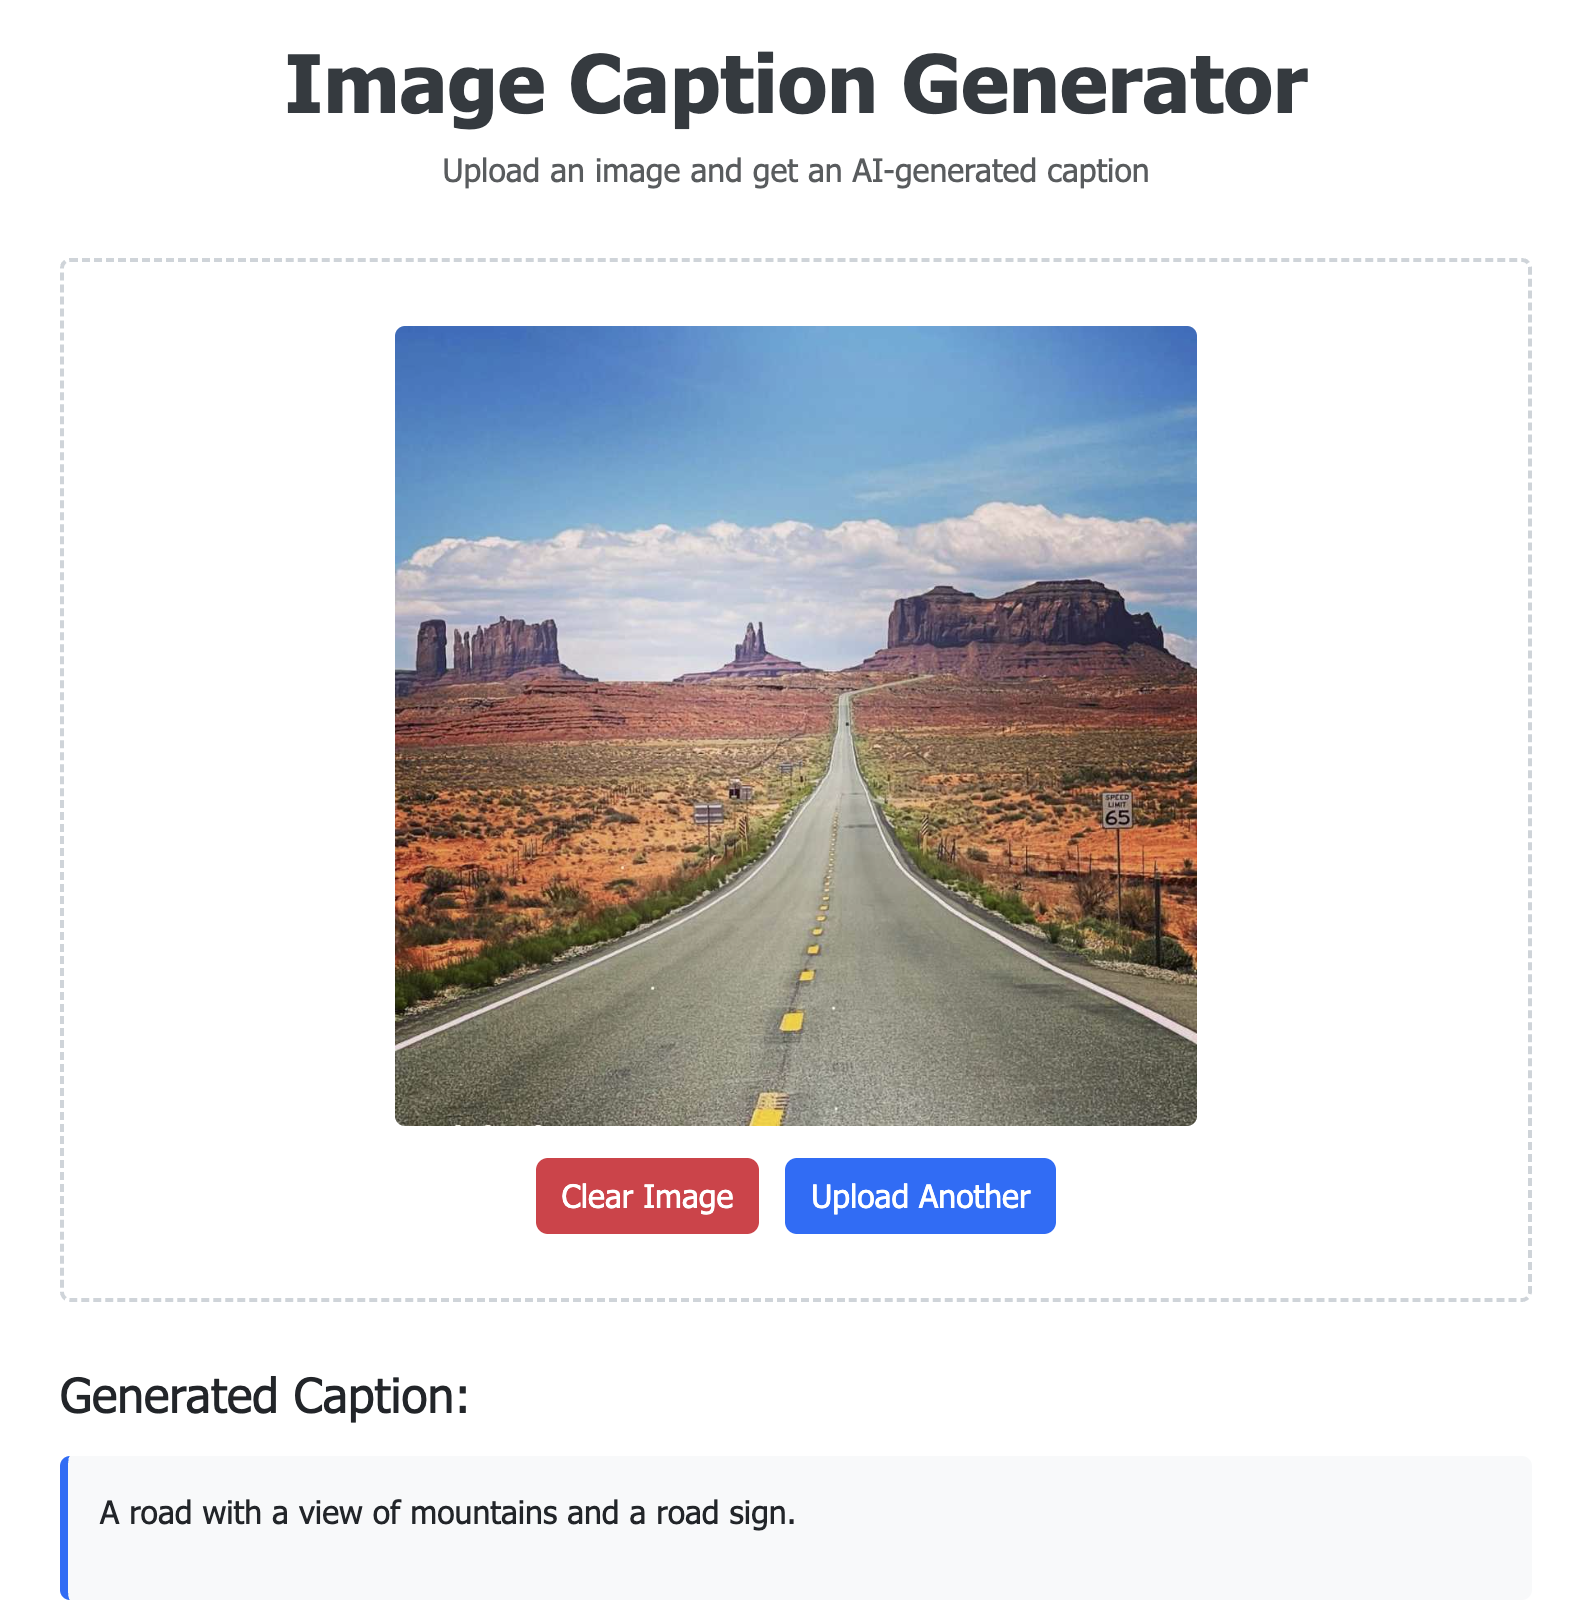 Image Caption Generator
Upload an image and get an AI-generated caption
SPEED
LIMIT
65
Clear Image
Upload Another
Generated Caption:
A road with a view of mountains and a road sign.